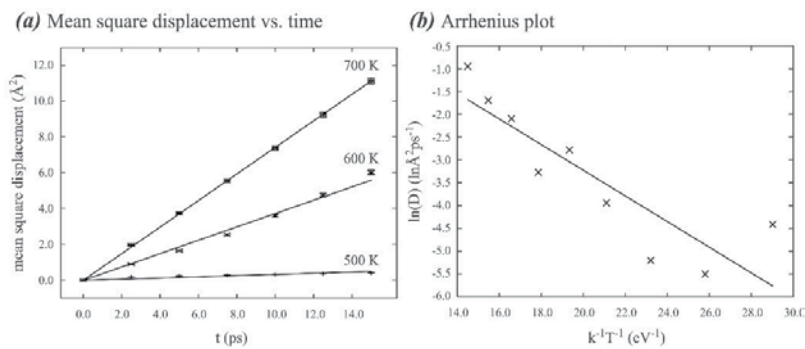 (a) Mean square displacement vs. time
12.0
10.0
8.0
6.0
4.0
2.0
0.0
mean square displacement (Å²)
700 K
600 K
500 K
0.0 2.0 4.0 6.0 8.0 10.0 12.0 14.0
t (ps)
(b) Arrhenius plot
-0.5
-1.0
-1.5
-2.0
-2.5
-3.0
-3.5
-4.0
-4.5
-5.0
-5.5
-6.0
ln(D) (lnÅ²ps⁻¹)
14.0 16.0 18.0 20.0 22.0 24.0 26.0 28.0 30.0
k⁻¹T⁻¹ (eV⁻¹)